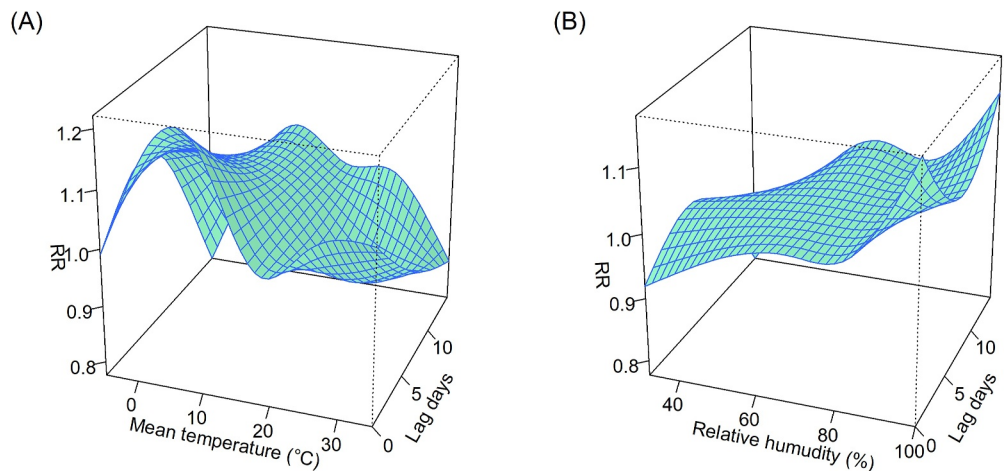 (A)
1.2
1.1
1.0
RR
0.9
0.8
0
10
20
30
Mean temperature (°C)
0
5
10
Lag days
(B)
1.1
1.0
RR
0.9
0.8
40
60
80
100
Relative humudity (%)
0
5
10
Lag days